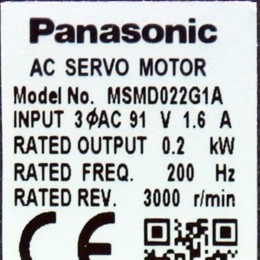 Panasonic
AC SERVO MOTOR
Model No. MSMD022G1A
INPUT 3ϕAC 91 V 1.6 A
RATED OUTPUT 0.2 kW
RATED FREQ. 200 Hz
RATED REV. 3000 r/min
CE